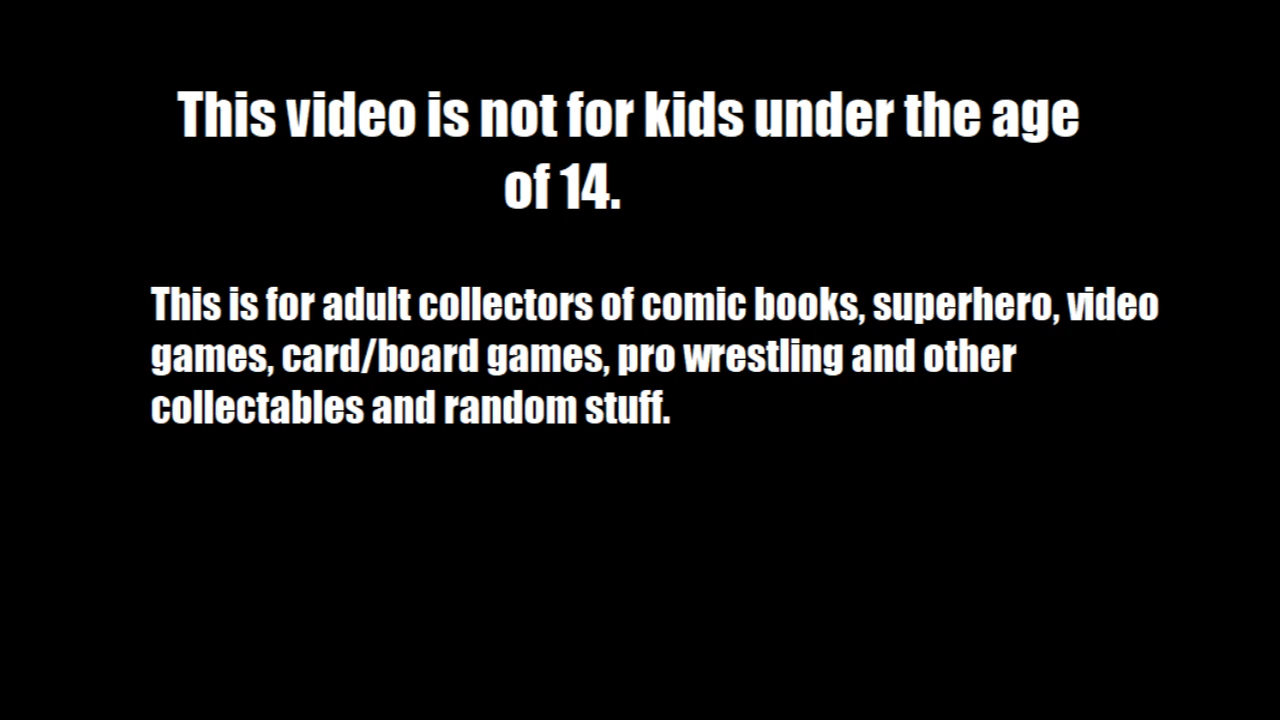 This video is not for kids under the age
of 14.
This is for adult collectors of comic books, superhero, video
games, card/board games, pro wrestling and other
collectables and random stuff.